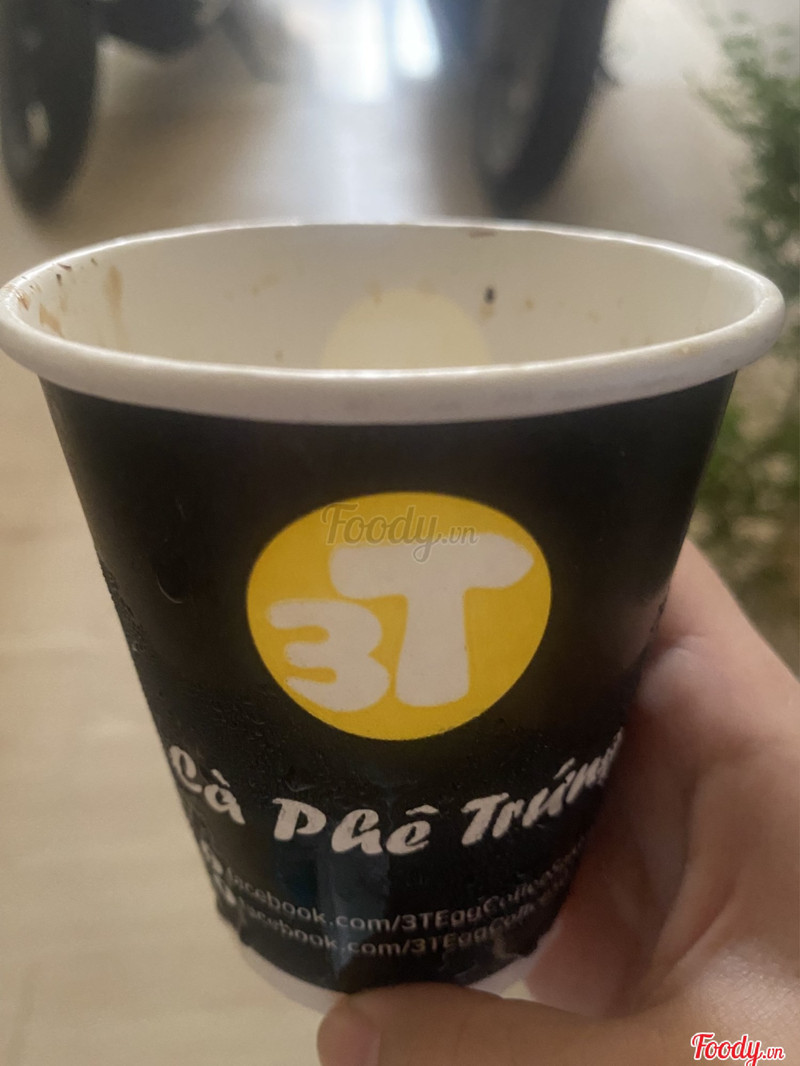 Foody.vn
3T
Cà Phê Trứng
facebook.com/3TEggCoffee
facebook.com/3TEggCoffee
Foody.vn